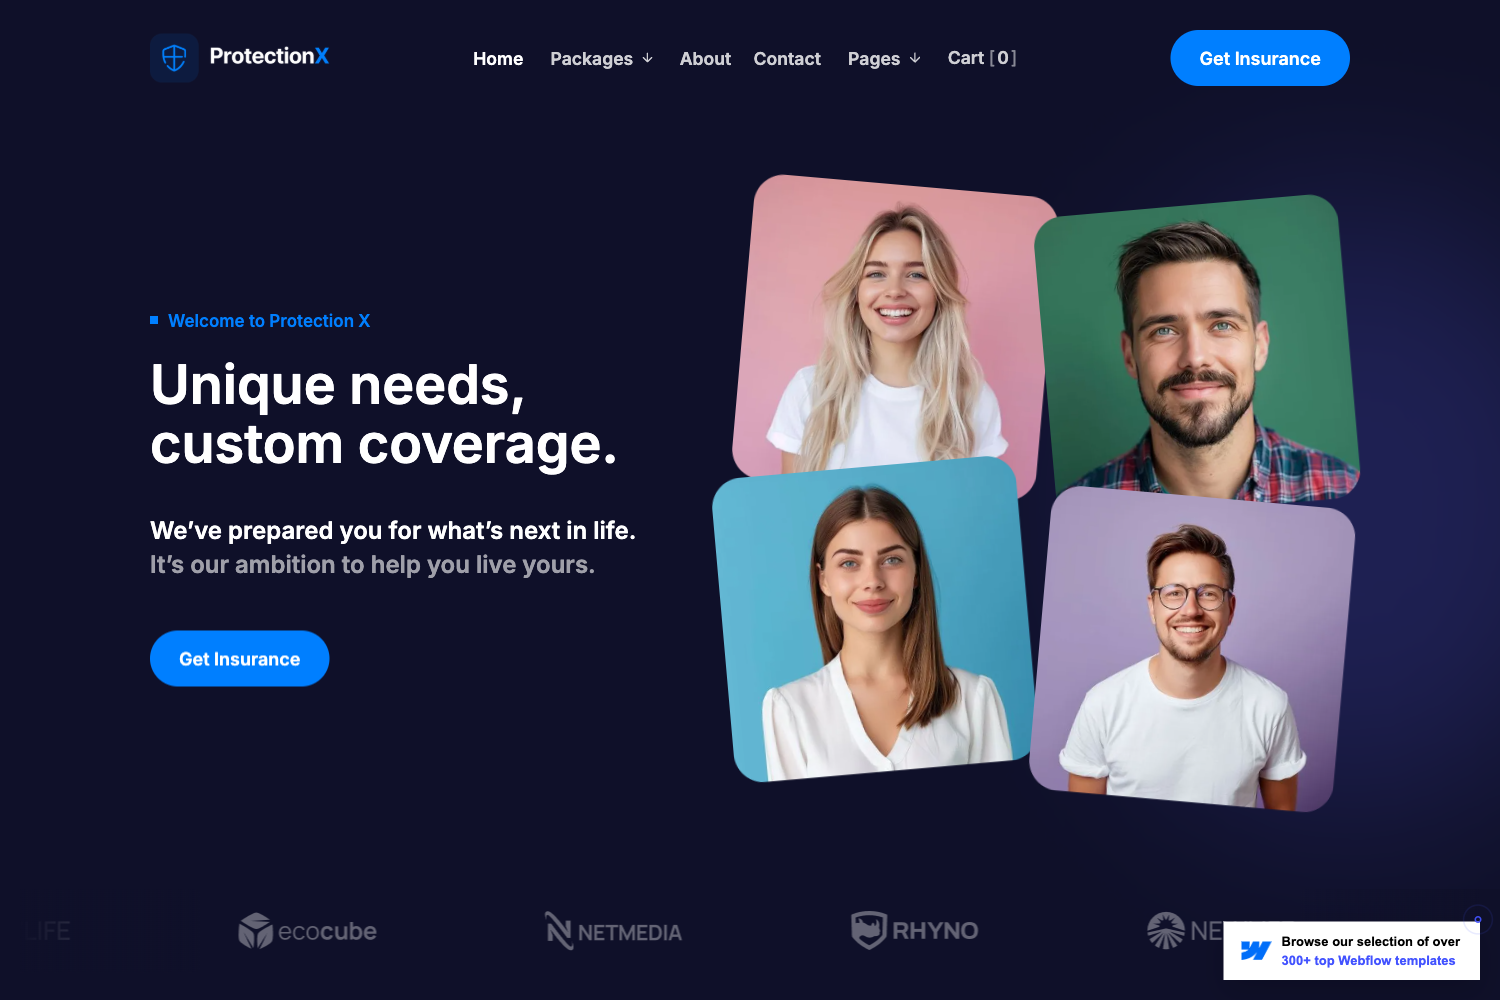 ProtectionX
Home
Packages
About
Contact
Pages
Cart [0]
Get Insurance
Welcome to Protection X
Unique needs,
custom coverage.
We’ve prepared you for what’s next in life.
It’s our ambition to help you live yours.
Get Insurance
LIFE
ecocube
NETMEDIA
RHYNO
Browse our selection of over
300+ top Webflow templates